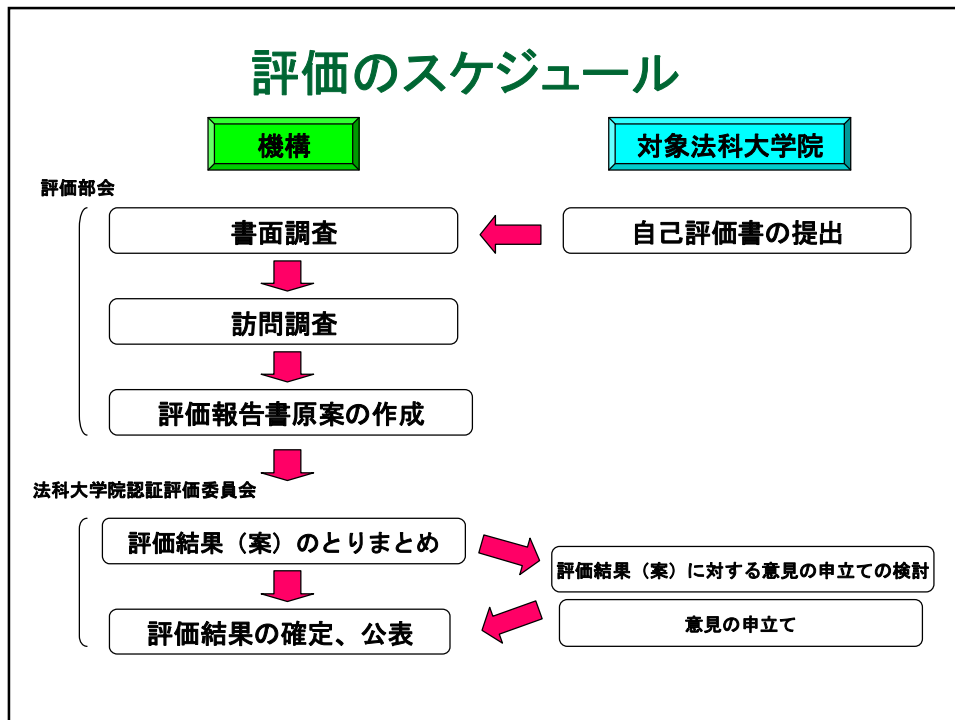 評価のスケジュール
機構
対象法科大学院
評価部会
書面調査
自己評価書の提出
訪問調査
評価報告書原案の作成
法科大学院認証評価委員会
評価結果（案）のとりまとめ
評価結果（案）に対する意見の申立ての検討
評価結果の確定、公表
意見の申立て